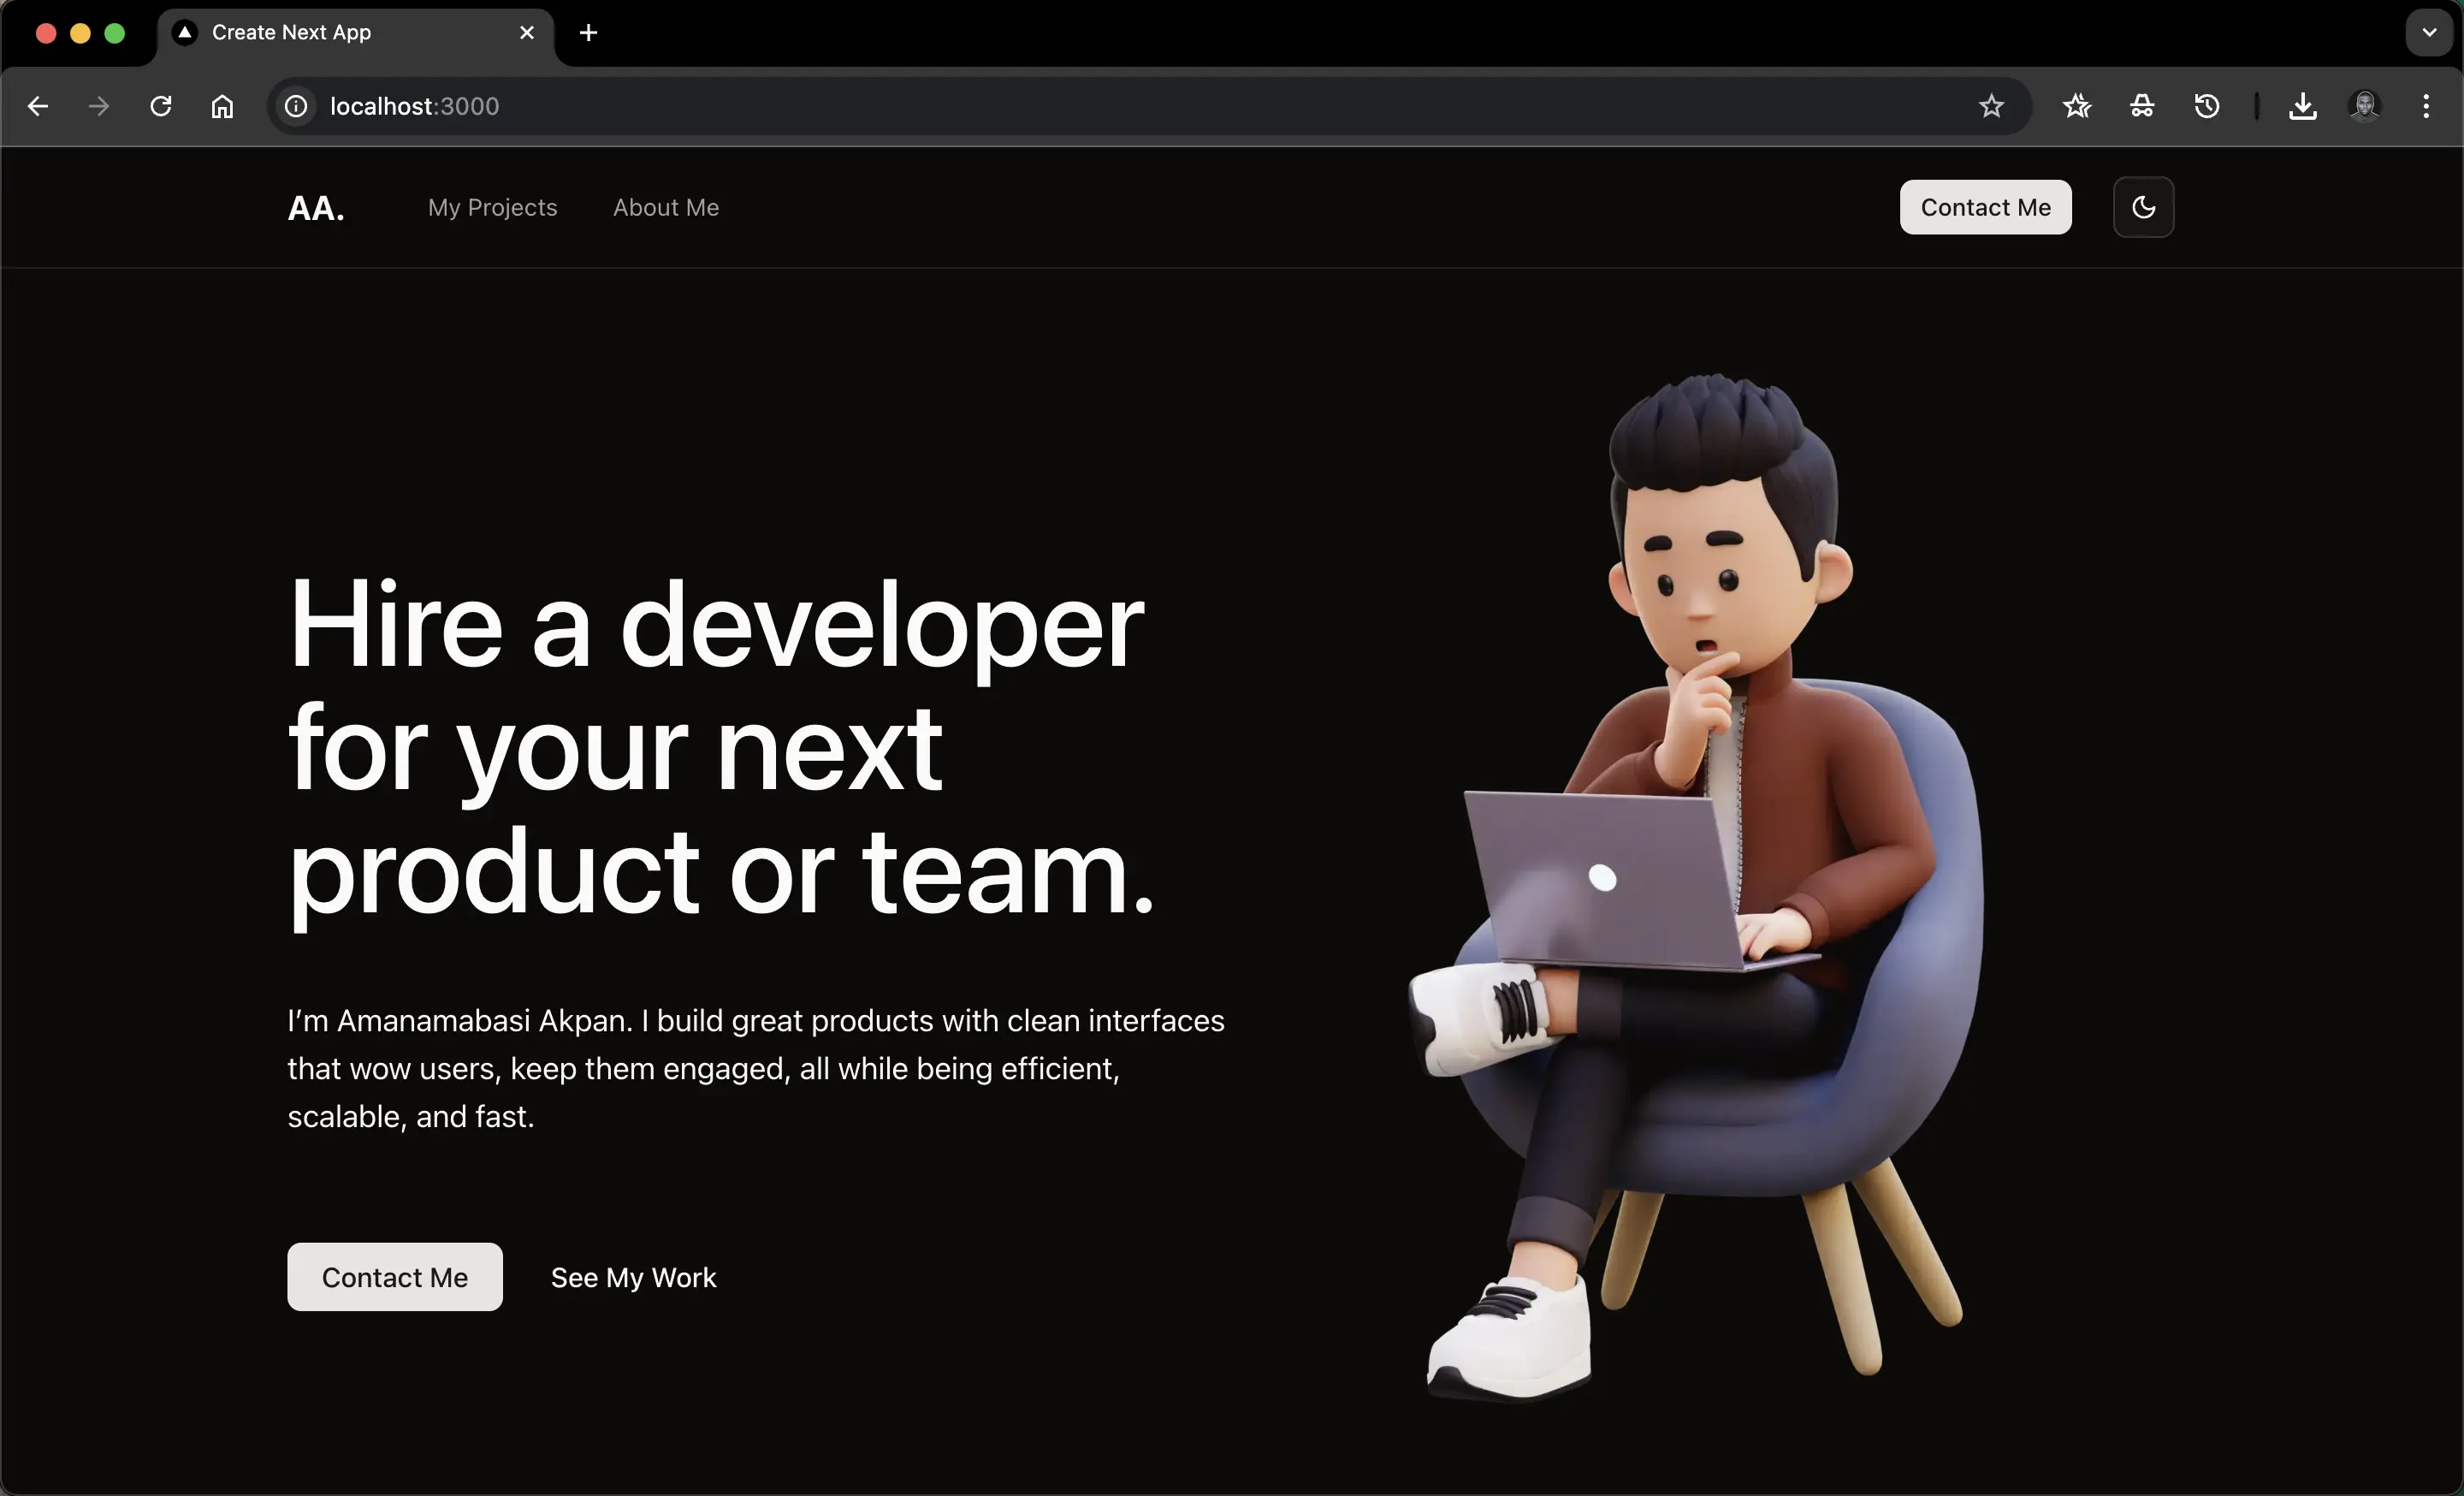 Create Next App
localhost:3000
AA.
My Projects
About Me
Contact Me
Hire a developer
for your next
product or team.
I’m Amanamabasi Akpan. I build great products with clean interfaces
that wow users, keep them engaged, all while being efficient,
scalable, and fast.
Contact Me
See My Work